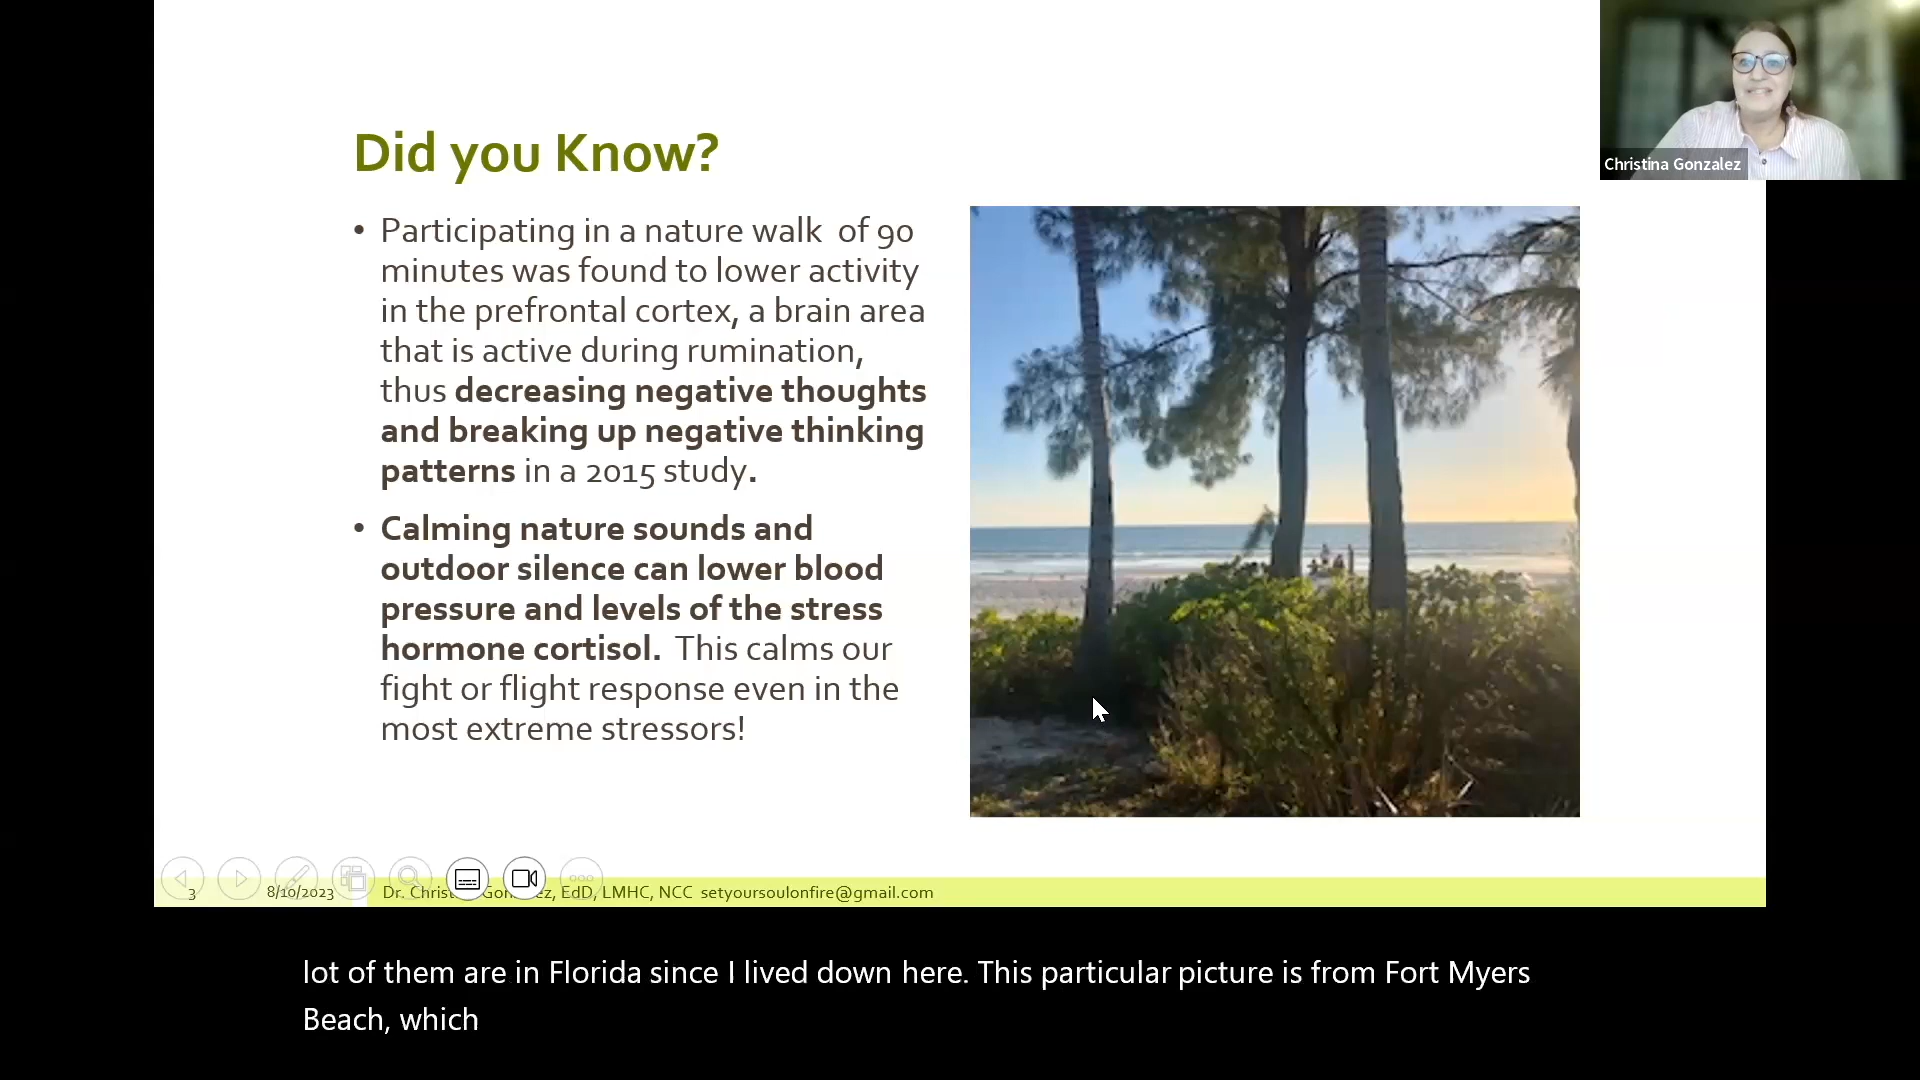 Did you Know?
• Participating in a nature walk of 90
minutes was found to lower activity
in the prefrontal cortex, a brain area
that is active during rumination,
thus decreasing negative thoughts
and breaking up negative thinking
patterns in a 2015 study.
• Calming nature sounds and
outdoor silence can lower blood
pressure and levels of the stress
hormone cortisol. This calms our
fight or flight response even in the
most extreme stressors!
Christina Gonzalez
3 8/10/2023 Dr. EdD, LMHC, NCC setyoursoulonfire@gmail.com
lot of them are in Florida since I lived down here. This particular picture is from Fort Myers
Beach, which